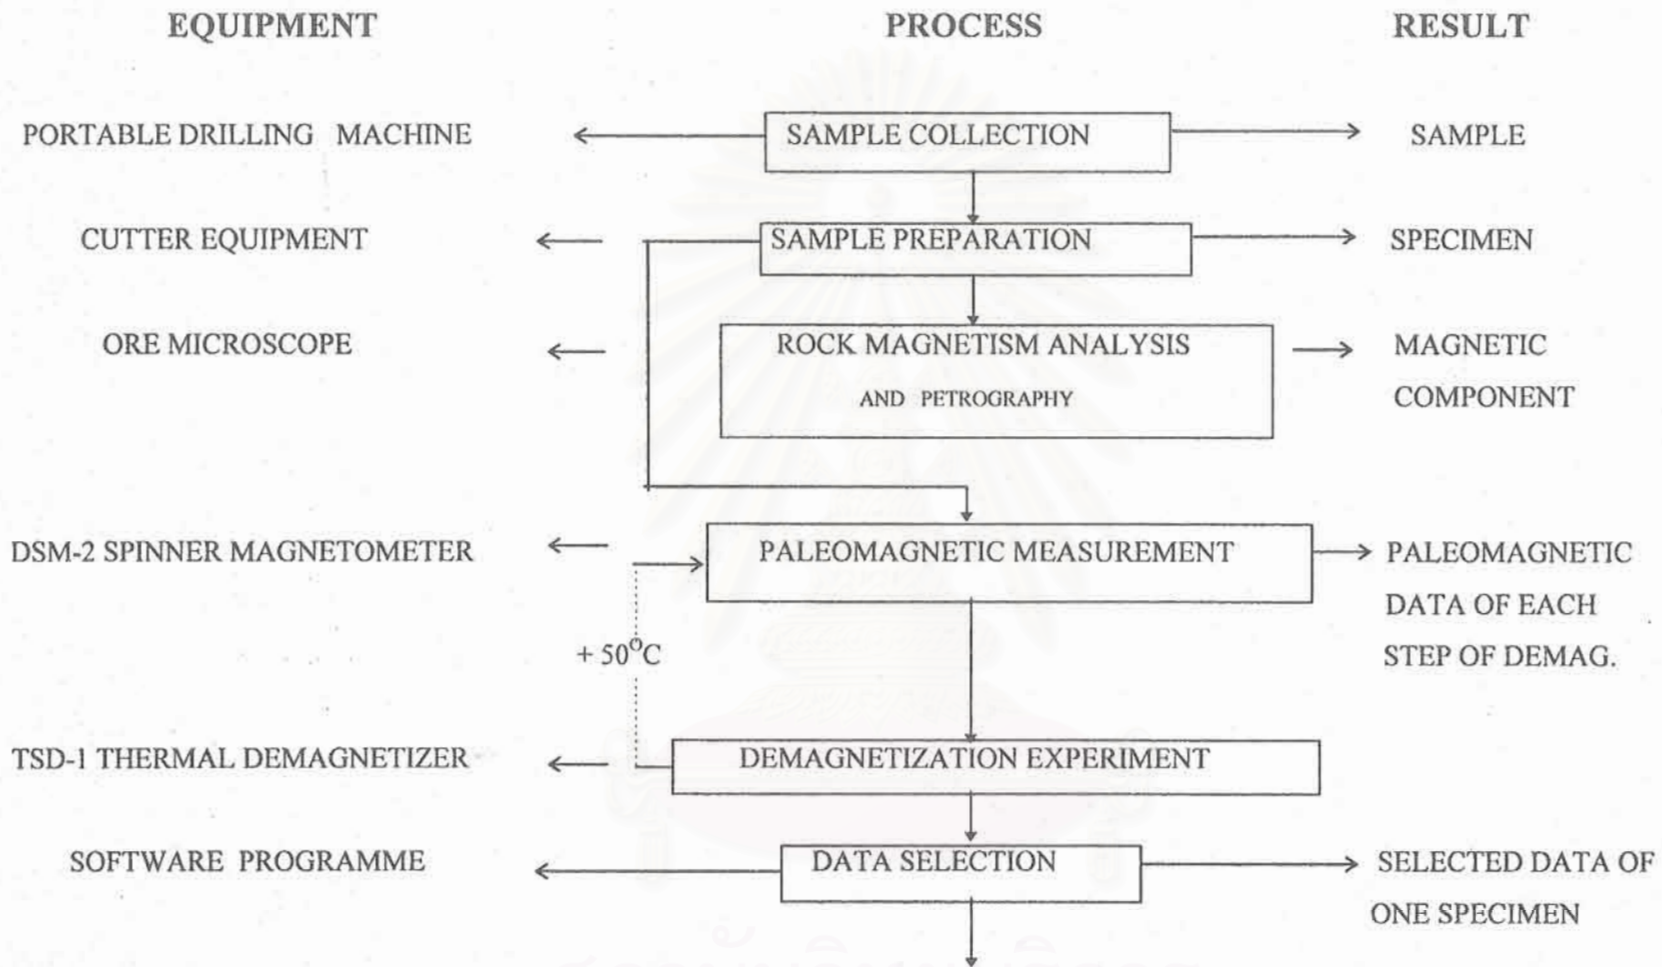 EQUIPMENT PROCESS RESULT
PORTABLE DRILLING MACHINE SAMPLE COLLECTION SAMPLE
CUTTER EQUIPMENT SAMPLE PREPARATION SPECIMEN
ORE MICROSCOPE ROCK MAGNETISM ANALYSIS MAGNETIC
AND PETROGRAPHY COMPONENT
DSM-2 SPINNER MAGNETOMETER PALEOMAGNETIC MEASUREMENT PALEOMAGNETIC
DATA OF EACH
+ 50°C STEP OF DEMAG.
TSD-1 THERMAL DEMAGNETIZER DEMAGNETIZATION EXPERIMENT
SOFTWARE PROGRAMME DATA SELECTION SELECTED DATA OF
ONE SPECIMEN